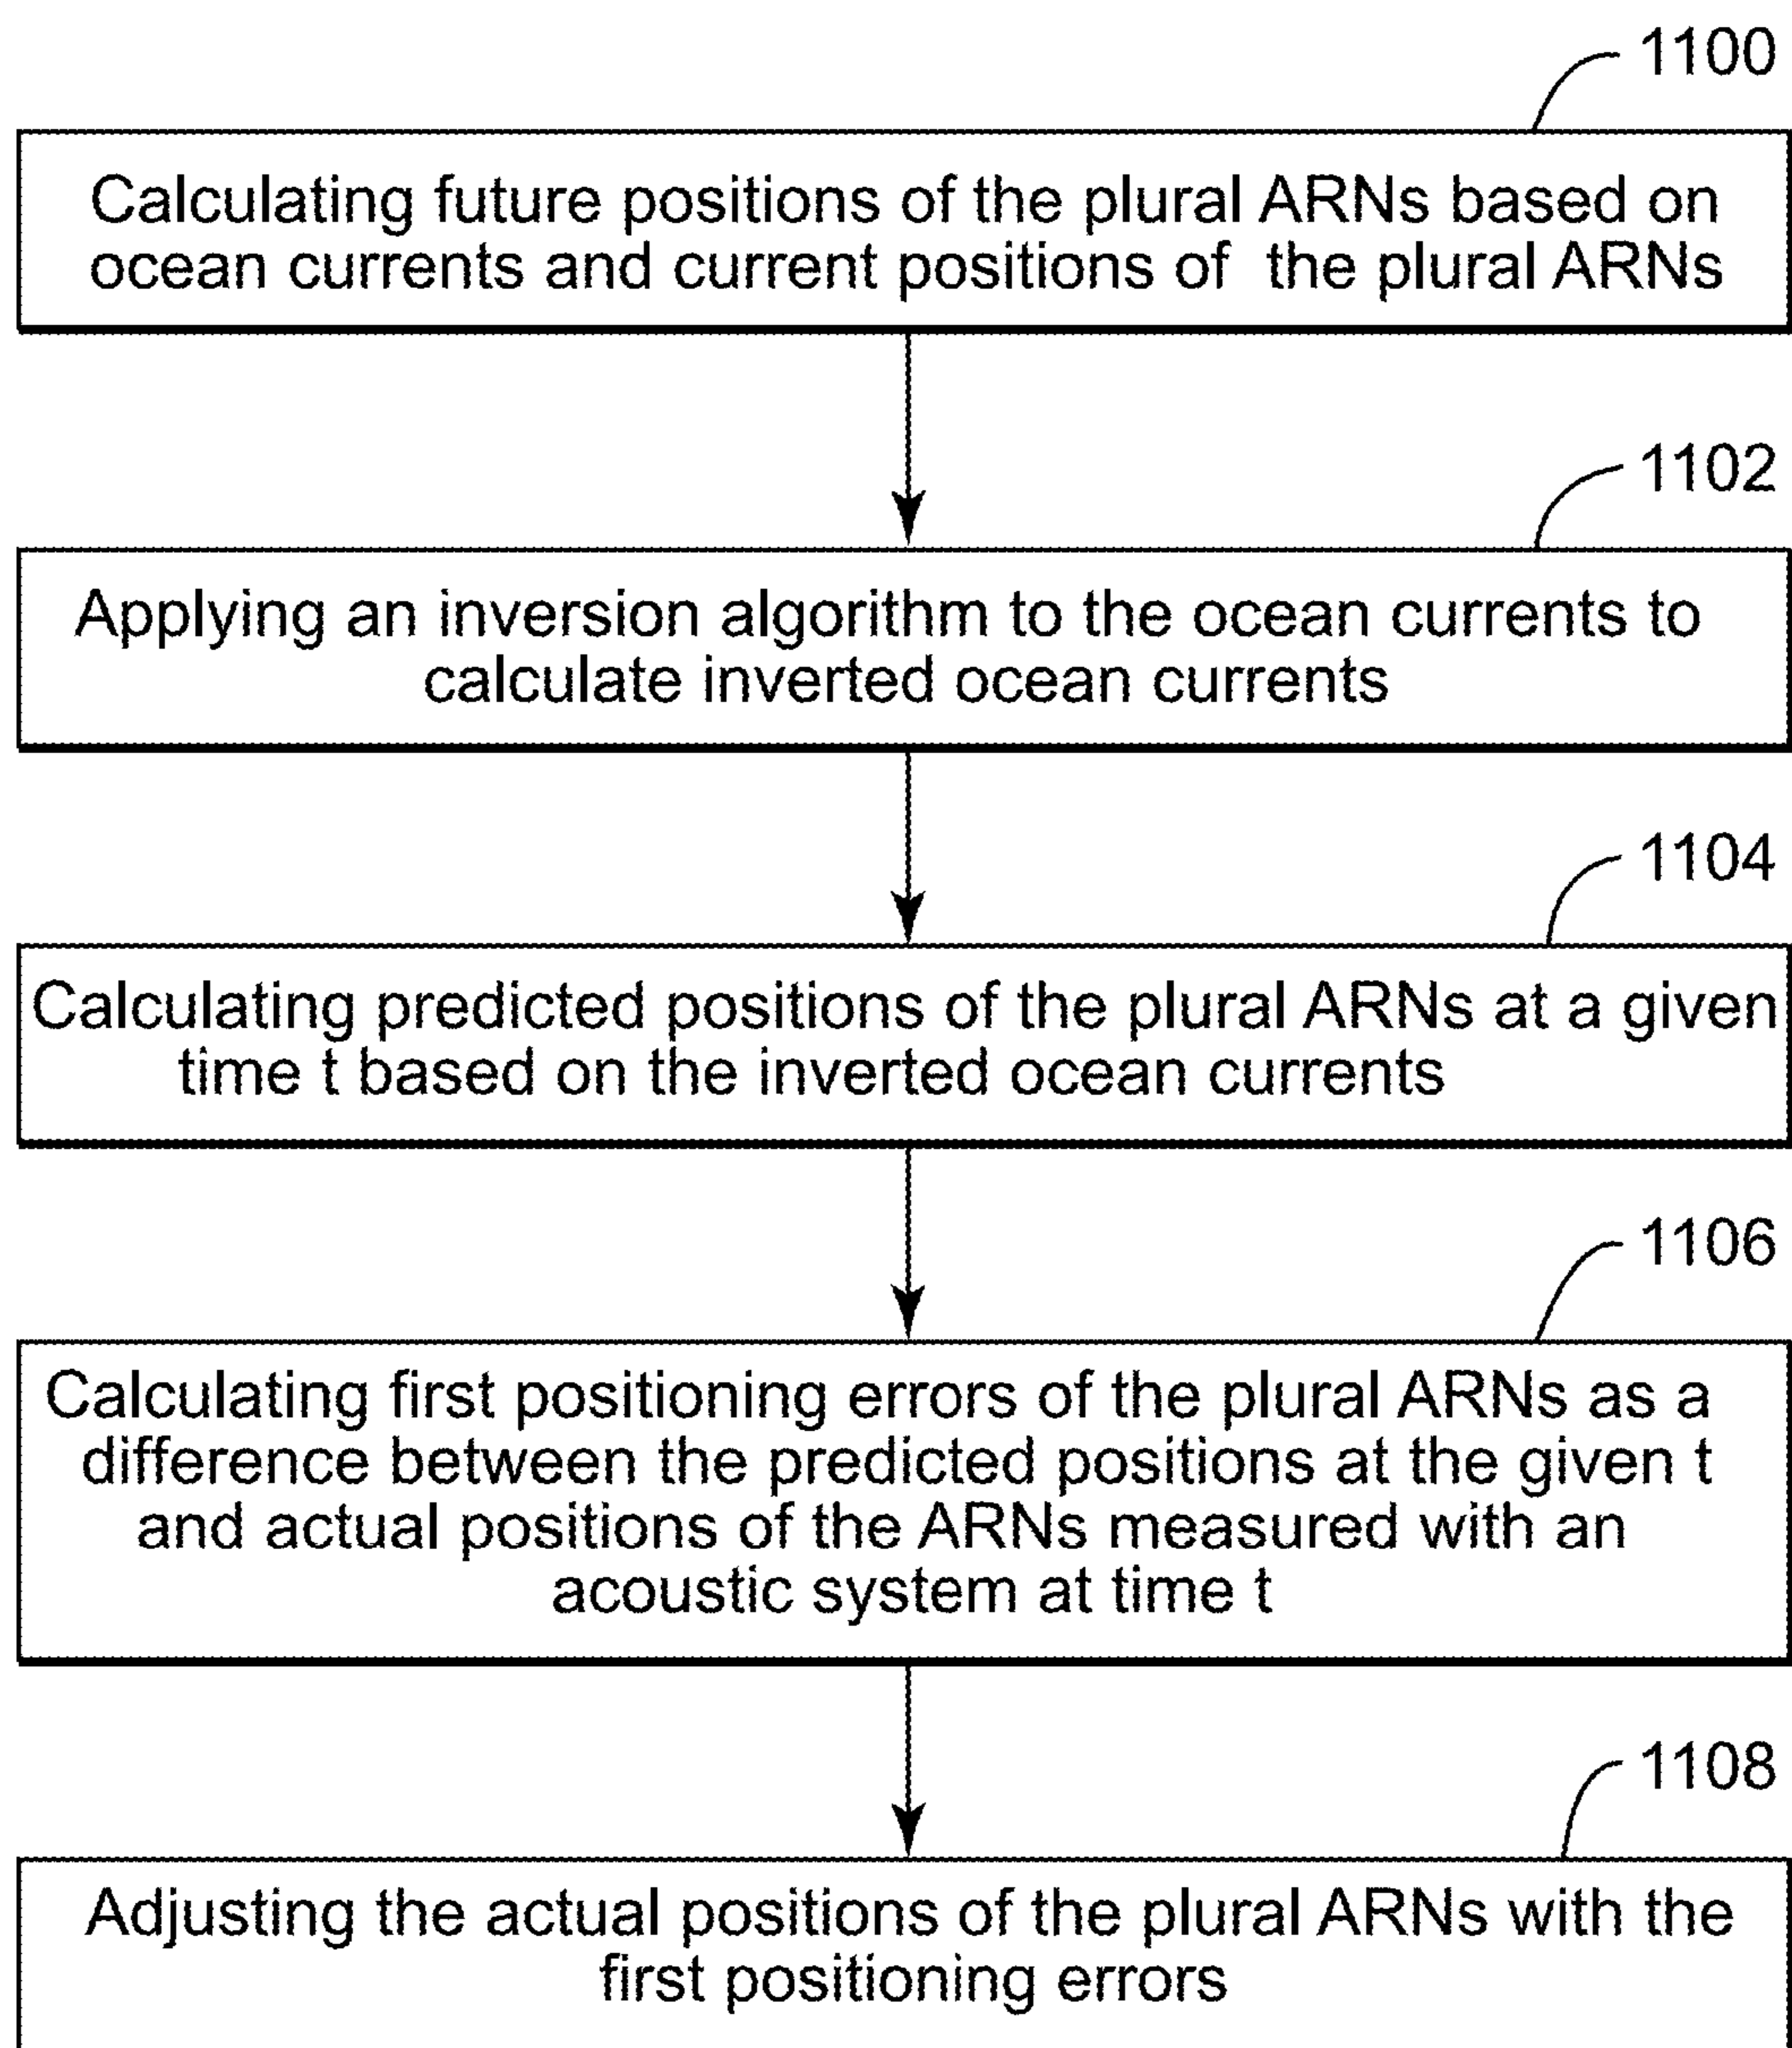 1100
Calculating future positions of the plural ARNs based on
ocean currents and current positions of the plural ARNs
1102
Applying an inversion algorithm to the ocean currents to
calculate inverted ocean currents
1104
Calculating predicted positions of the plural ARNs at a given
time t based on the inverted ocean currents
1106
Calculating first positioning errors of the plural ARNs as a
difference between the predicted positions at the given t
and actual positions of the ARNs measured with an
acoustic system at time t
1108
Adjusting the actual positions of the plural ARNs with the
first positioning errors